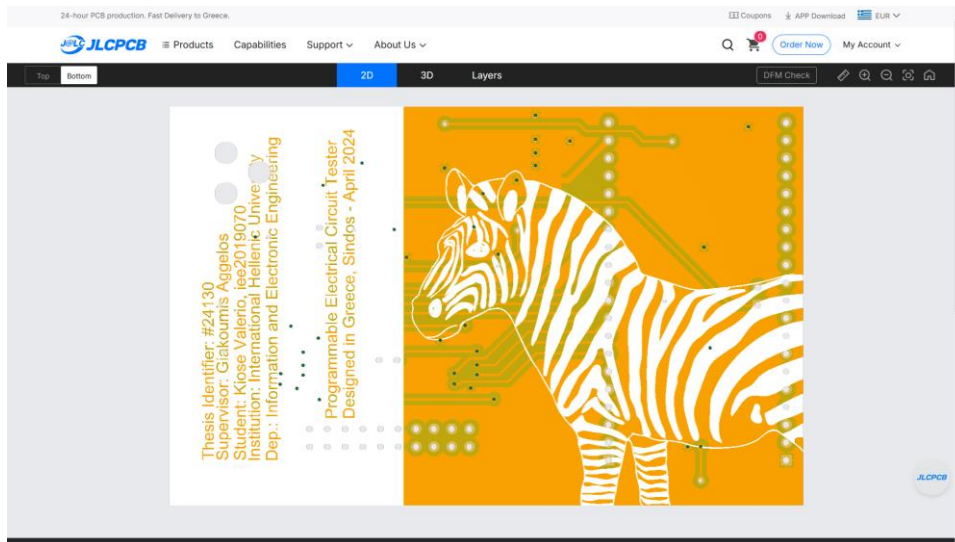 24-hour PCB production. Fast Delivery to Greece.
Coupons
APP Download
EUR
JLCPCB
Products
Capabilities
Support
About Us
0
Order Now
My Account
Top
Bottom
2D
3D
Layers
DFM Check
Thesis Identifier: #24130
Supervisor: Giakoumis Aggelos
Student: Kiose Valerio, iee2019070
Institution: International Hellenic University
Dep.: Information and Electronic Engineering
Programmable Electrical Circuit Tester
Designed in Greece, Sindos - April 2024
JLCPCB